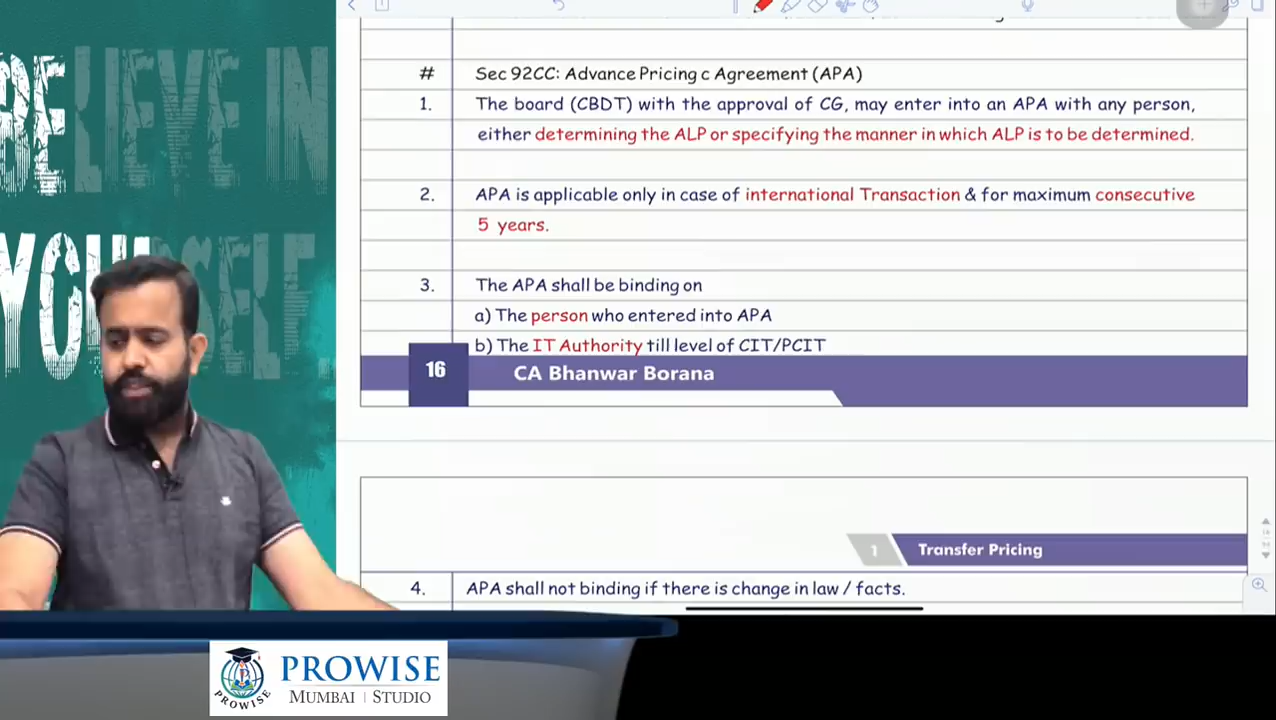 BELIEVE IN
YOURSELF.
# Sec 92CC: Advance Pricing c Agreement (APA)
1. The board (CBDT) with the approval of CG, may enter into an APA with any person,
either determining the ALP or specifying the manner in which ALP is to be determined.
2. APA is applicable only in case of international Transaction & for maximum consecutive
5 years.
3. The APA shall be binding on
a) The person who entered into APA
b) The IT Authority till level of CIT/PCIT
16 CA Bhanwar Borana
1 Transfer Pricing
4. APA shall not binding if there is change in law / facts.
PROWISE
PROWISE
MUMBAI | STUDIO